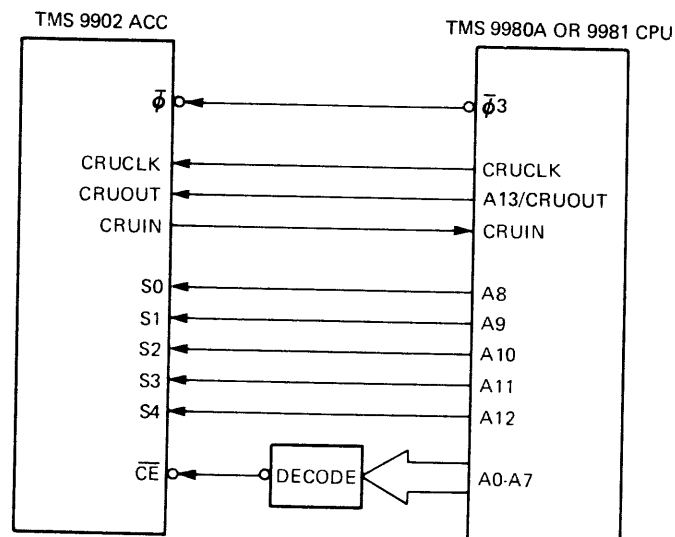 TMS 9902 ACC
TMS 9980A OR 9981 CPU
ϕ̅
ϕ̅3
CRUCLK
CRUCLK
CRUOUT
A13/CRUOUT
CRUIN
CRUIN
S0
A8
S1
A9
S2
A10
S3
A11
S4
A12
C̅E̅
DECODE
A0-A7